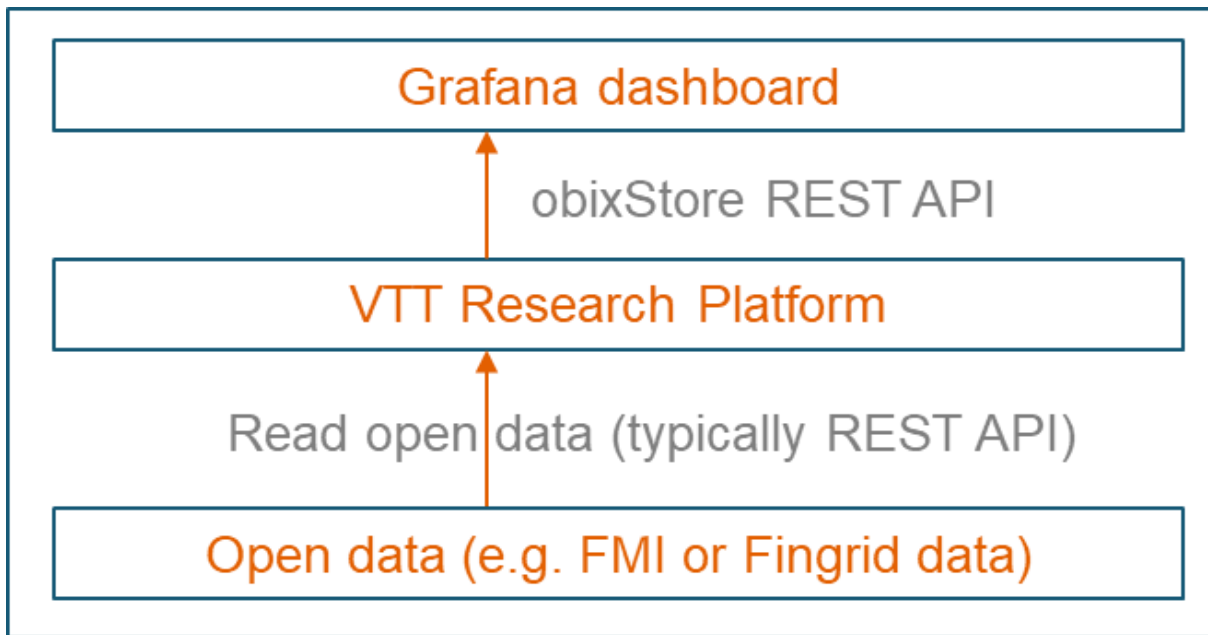 Grafana dashboard
obixStore REST API
VTT Research Platform
Read open data (typically REST API)
Open data (e.g. FMI or Fingrid data)